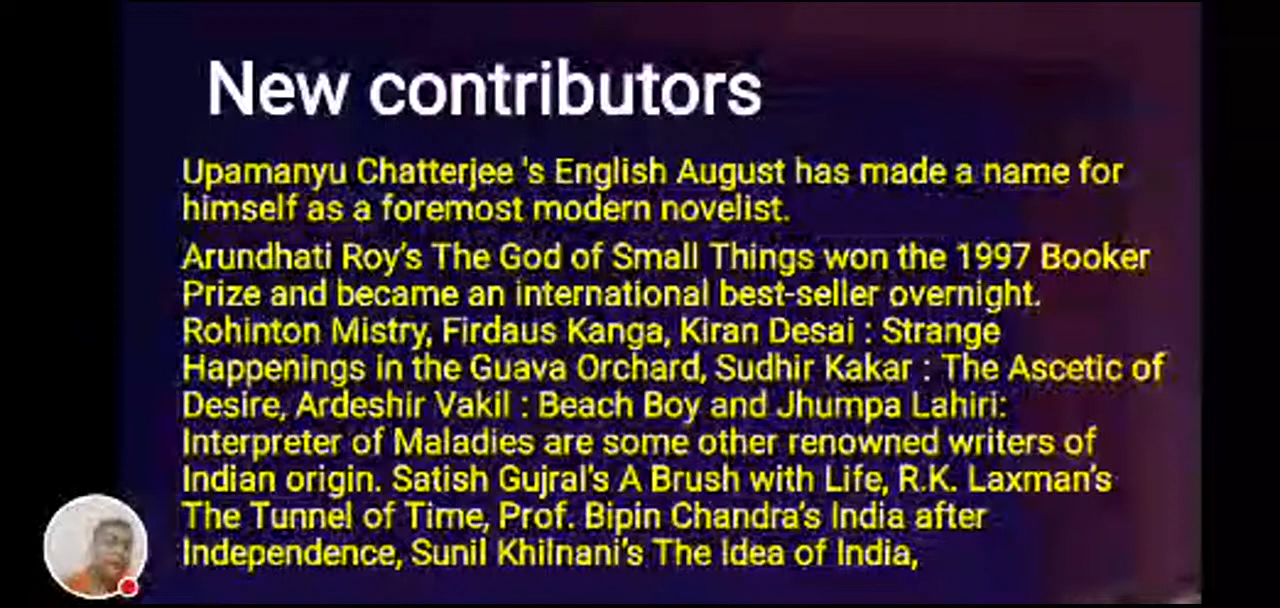 New contributors
Upamanyu Chatterjee 's English August has made a name for
himself as a foremost modern novelist.
Arundhati Roy's The God of Small Things won the 1997 Booker
Prize and became an international best-seller overnight.
Rohinton Mistry, Firdaus Kanga, Kiran Desai : Strange
Happenings in the Guava Orchard, Sudhir Kakar : The Ascetic of
Desire, Ardeshir Vakil : Beach Boy and Jhumpa Lahiri:
Interpreter of Maladies are some other renowned writers of
Indian origin. Satish Gujral's A Brush with Life, R.K. Laxman's
The Tunnel of Time, Prof. Bipin Chandra's India after
Independence, Sunil Khilnani's The Idea of India,